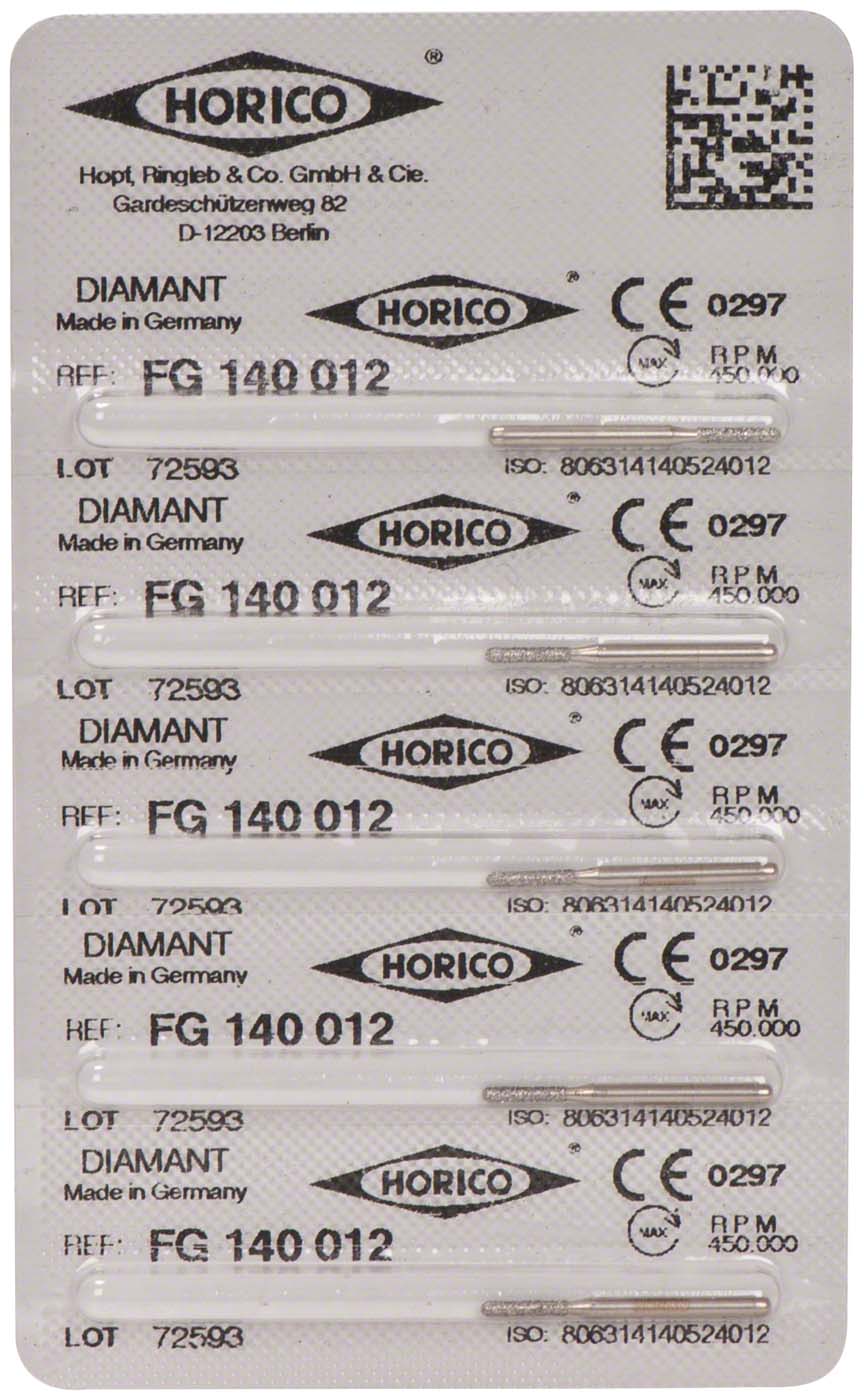 HORICO ®
Hopf, Ringleb & Co. GmbH & Cie.
Gardeschützenweg 82
D-12203 Berlin
DIAMANT HORICO ® CE 0297
Made in Germany
REF: FG 140 012 MAX RPM
450.000
LOT 72593 ISO: 806314140524012
DIAMANT HORICO ® CE 0297
Made in Germany
REF: FG 140 012 MAX RPM
450.000
LOT 72593 ISO: 806314140524012
DIAMANT HORICO ® CE 0297
Made in Germany
REF: FG 140 012 MAX RPM
450.000
LOT 72593 ISO: 806314140524012
DIAMANT HORICO ® CE 0297
Made in Germany
REF: FG 140 012 MAX RPM
450.000
LOT 72593 ISO: 806314140524012
DIAMANT HORICO ® CE 0297
Made in Germany
REF: FG 140 012 MAX RPM
450.000
LOT 72593 ISO: 806314140524012